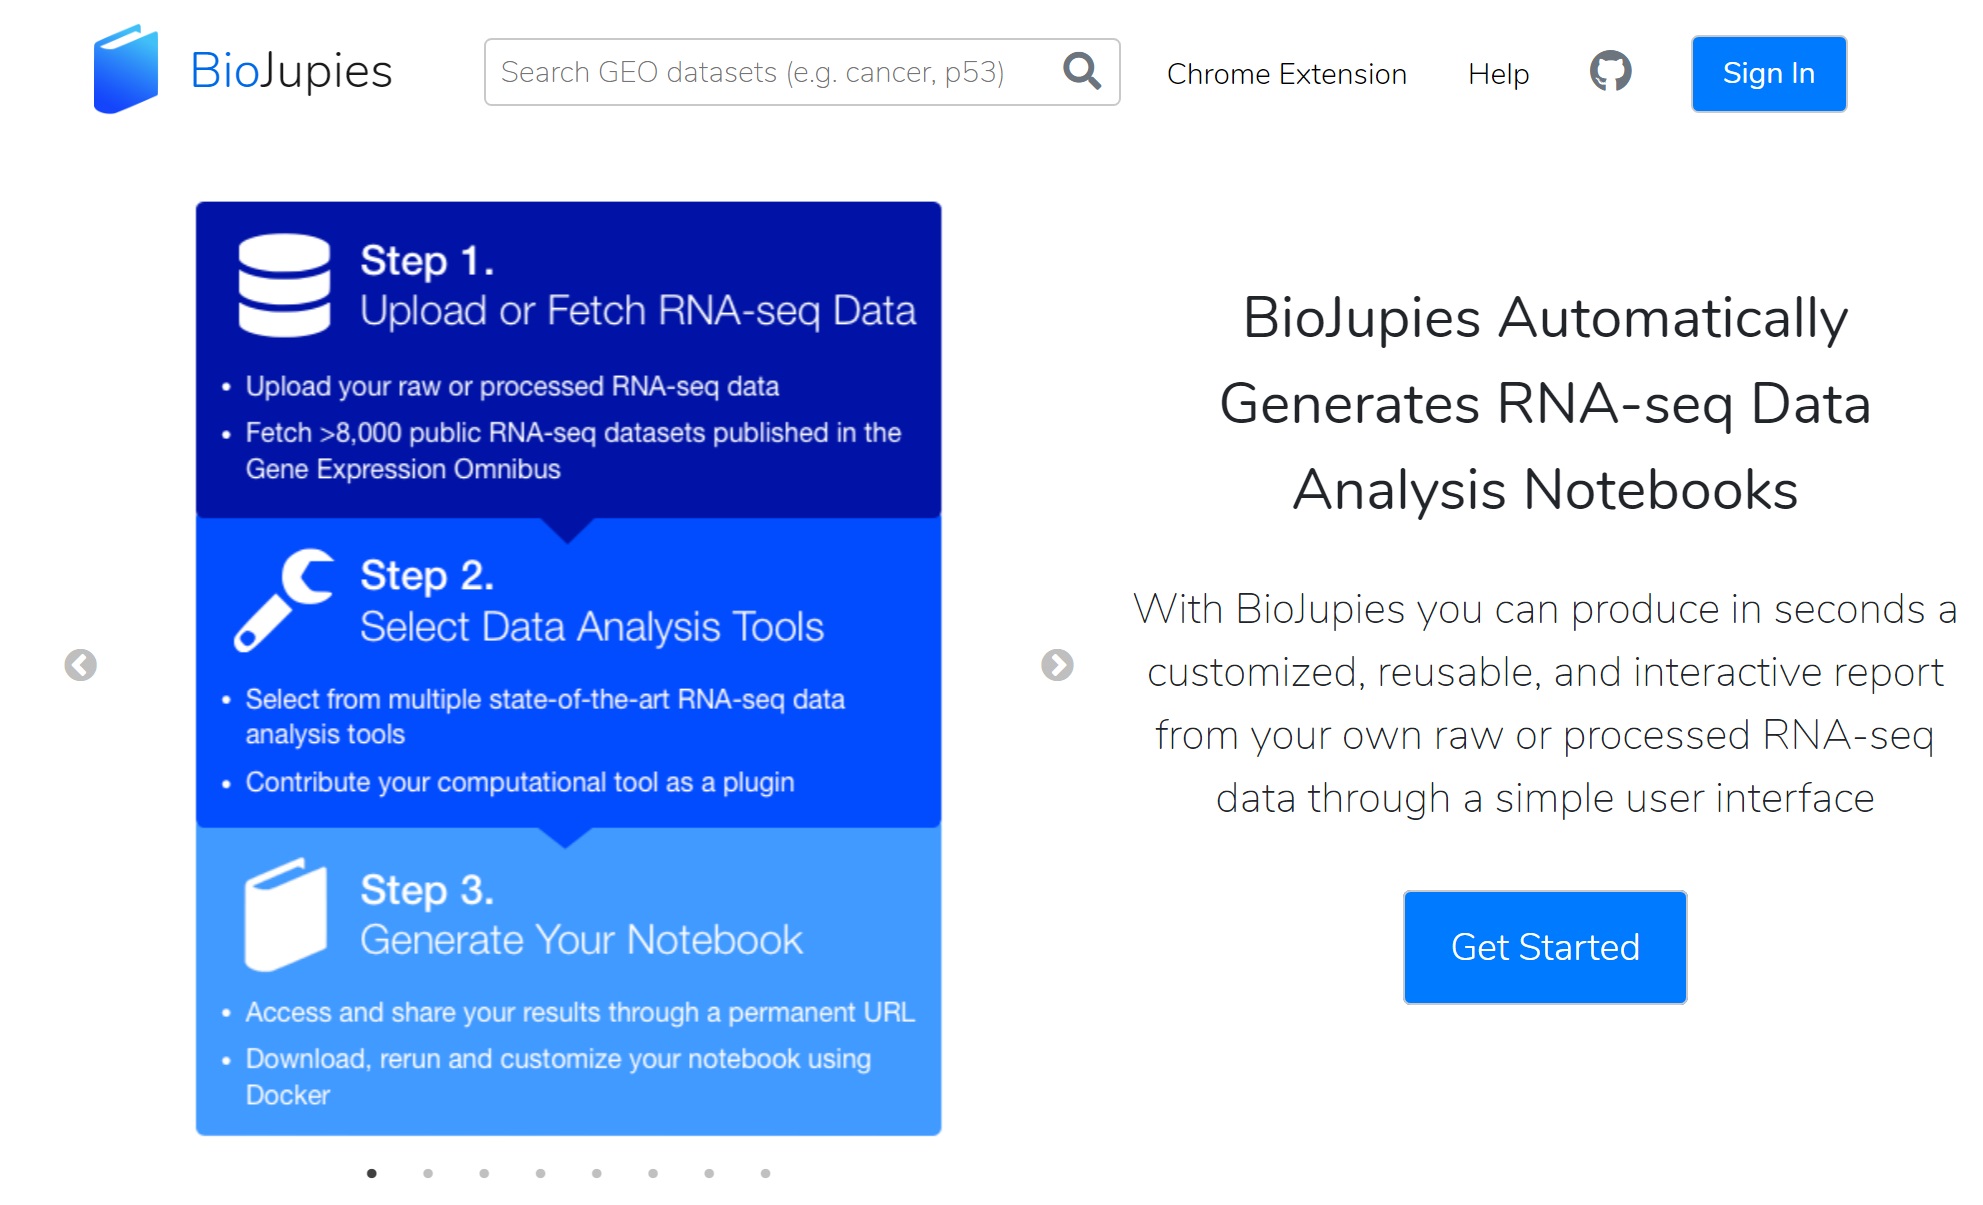 BioJupies
Search GEO datasets (e.g. cancer, p53)
Chrome Extension
Help
Sign In
Step 1.
Upload or Fetch RNA-seq Data
• Upload your raw or processed RNA-seq data
• Fetch >8,000 public RNA-seq datasets published in the
Gene Expression Omnibus
Step 2.
Select Data Analysis Tools
• Select from multiple state-of-the-art RNA-seq data
analysis tools
• Contribute your computational tool as a plugin
Step 3.
Generate Your Notebook
• Access and share your results through a permanent URL
• Download, rerun and customize your notebook using
Docker
BioJupies Automatically
Generates RNA-seq Data
Analysis Notebooks
With BioJupies you can produce in seconds a
customized, reusable, and interactive report
from your own raw or processed RNA-seq
data through a simple user interface
Get Started